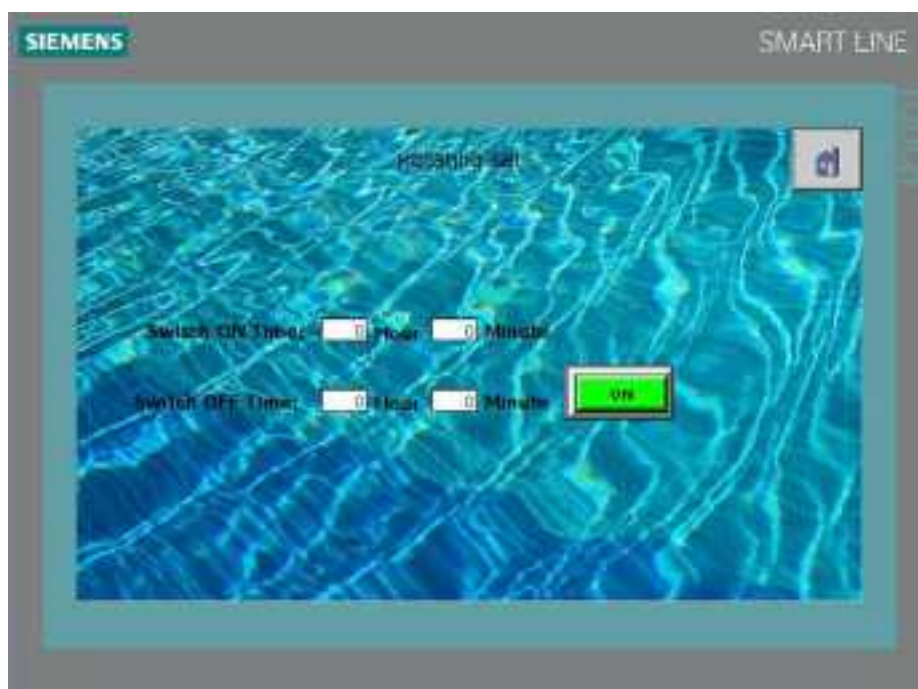 SIEMENS
SMART LINE
Switch ON Time: 0 Hour 0 Minute
Switch OFF Time: 0 Hour 0 Minute
ON